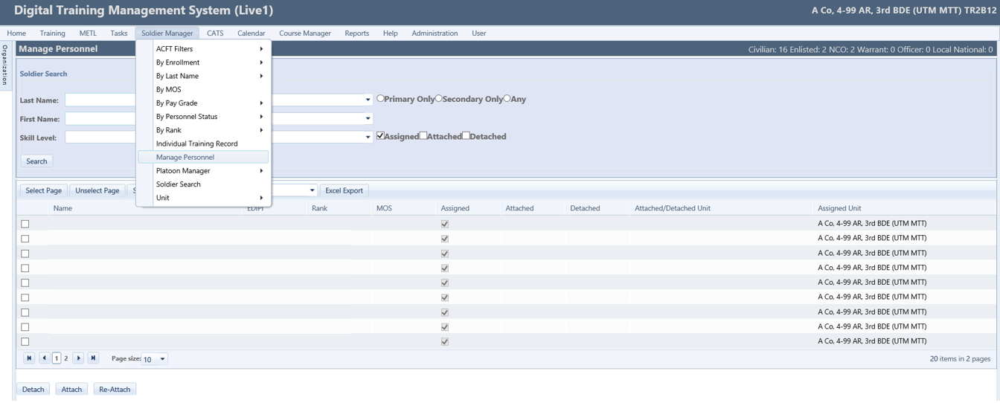 Digital Training Management System (Live1)
A Co, 4-99 AR, 3rd BDE (UTM MTT) TR2B12
Home Training METL Tasks Soldier Manager CATS Calendar Course Manager Reports Help Administration User
Organization
Manage Personnel
Civilian: 16 Enlisted: 2 NCO: 2 Warrant: 0 Officer: 0 Local National: 0
ACFT Filters
By Enrollment
By Last Name
By MOS
By Pay Grade
By Personnel Status
By Rank
Individual Training Record
Manage Personnel
Platoon Manager
Soldier Search
Unit
Soldier Search
Last Name:
Primary Only Secondary Only Any
First Name:
Skill Level:
Assigned Attached Detached
Search
Select Page Unselect Page Excel Export
Name EDIPI Rank MOS Assigned Attached Detached Attached/Detached Unit Assigned Unit
A Co, 4-99 AR, 3rd BDE (UTM MTT)
A Co, 4-99 AR, 3rd BDE (UTM MTT)
A Co, 4-99 AR, 3rd BDE (UTM MTT)
A Co, 4-99 AR, 3rd BDE (UTM MTT)
A Co, 4-99 AR, 3rd BDE (UTM MTT)
A Co, 4-99 AR, 3rd BDE (UTM MTT)
A Co, 4-99 AR, 3rd BDE (UTM MTT)
A Co, 4-99 AR, 3rd BDE (UTM MTT)
A Co, 4-99 AR, 3rd BDE (UTM MTT)
1 2 Page size: 10 20 items in 2 pages
Detach Attach Re-Attach